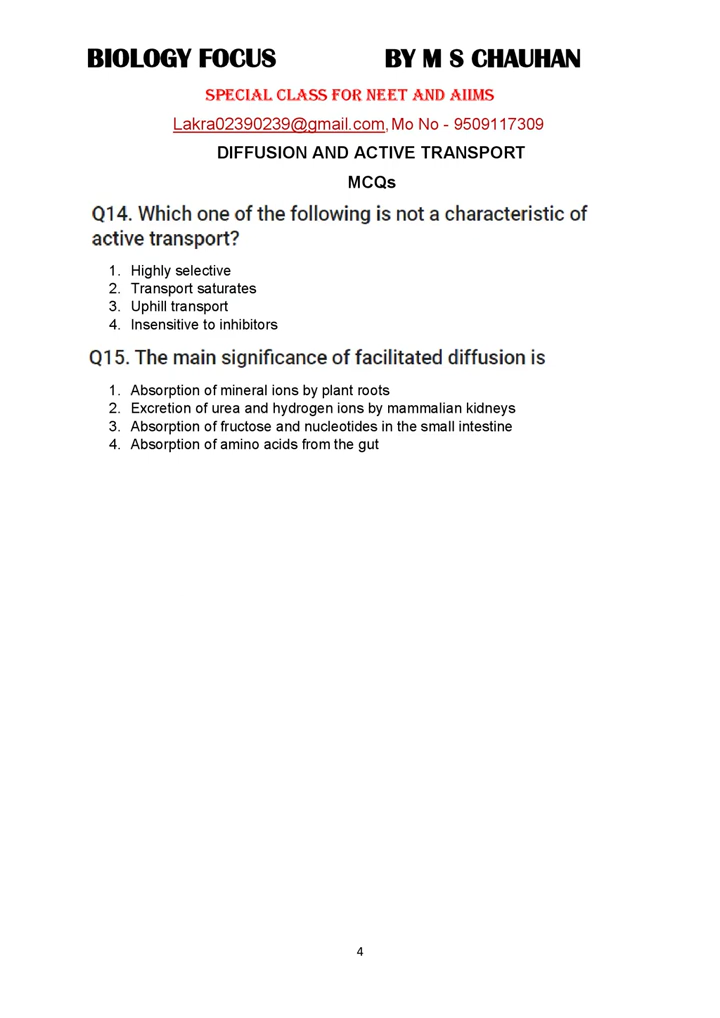 BIOLOGY FOCUS BY M S CHAUHAN
SPECIAL CLASS FOR NEET AND AIIMS
Lakra02390239@gmail.com, Mo No - 9509117309
DIFFUSION AND ACTIVE TRANSPORT
MCQs
Q14. Which one of the following is not a characteristic of
active transport?
1. Highly selective
2. Transport saturates
3. Uphill transport
4. Insensitive to inhibitors
Q15. The main significance of facilitated diffusion is
1. Absorption of mineral ions by plant roots
2. Excretion of urea and hydrogen ions by mammalian kidneys
3. Absorption of fructose and nucleotides in the small intestine
4. Absorption of amino acids from the gut
4